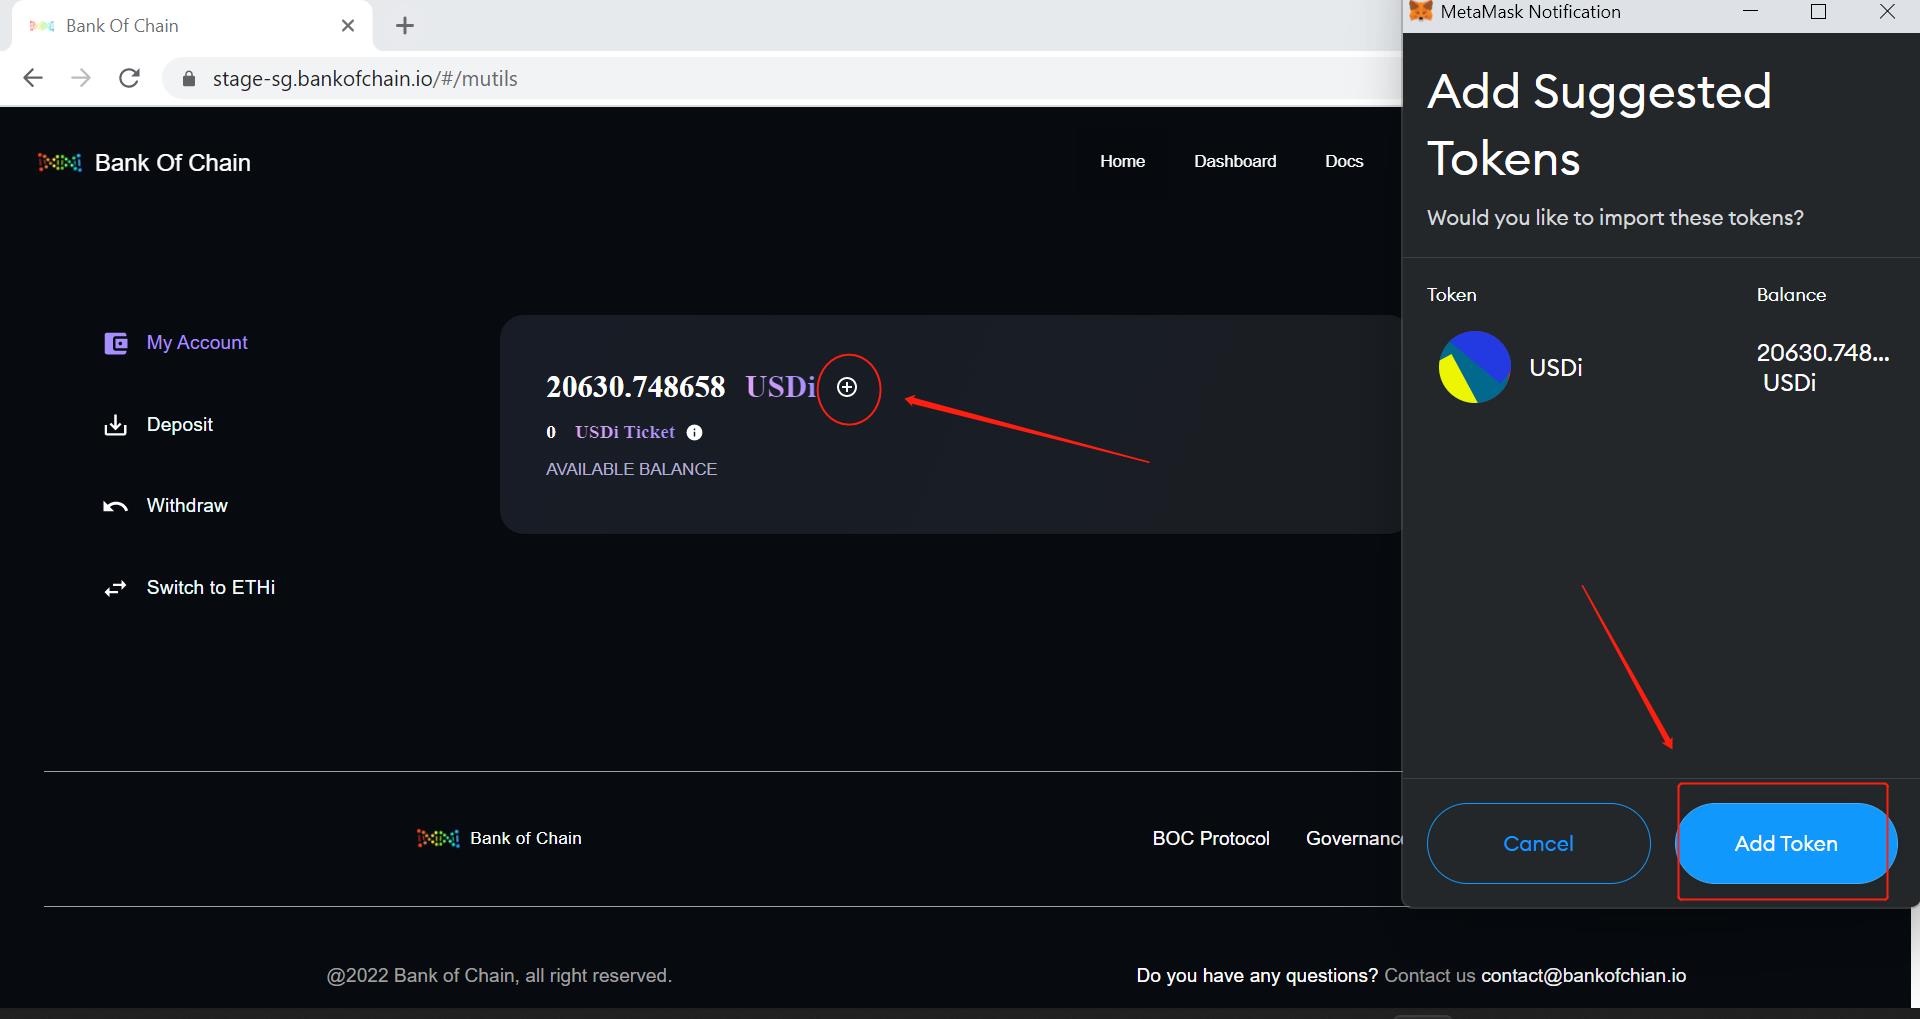 Bank Of Chain
MetaMask Notification
stage-sg.bankofchain.io/#/mutils
Bank Of Chain
Home
Dashboard
Docs
My Account
Deposit
Withdraw
Switch to ETHi
20630.748658 USDi
0 USDi Ticket
AVAILABLE BALANCE
Add Suggested
Tokens
Would you like to import these tokens?
Token
Balance
USDi
20630.748...
USDi
Cancel
Add Token
Bank of Chain
BOC Protocol
Governance
@2022 Bank of Chain, all right reserved.
Do you have any questions? Contact us contact@bankofchian.io